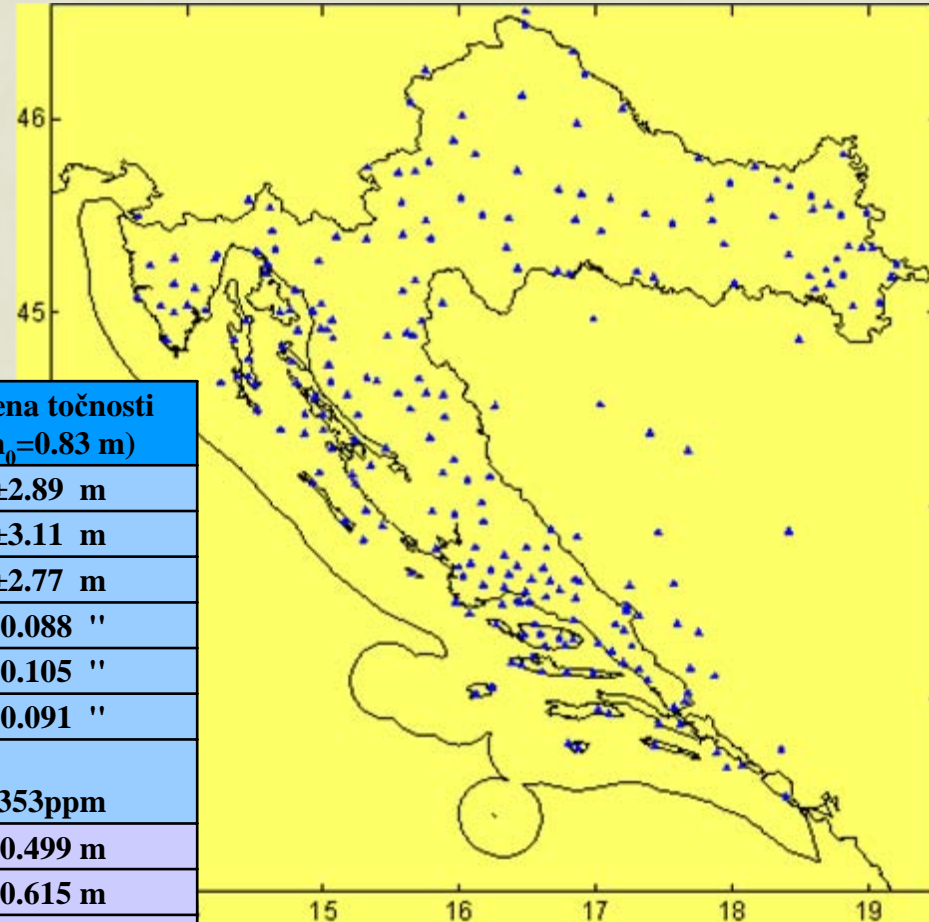 46
45
ena točnosti
₀=0.83 m)
±2.89 m
±3.11 m
±2.77 m
0.088 "
0.105 "
0.091 "
353ppm
0.499 m
0.615 m
15 16 17 18 19